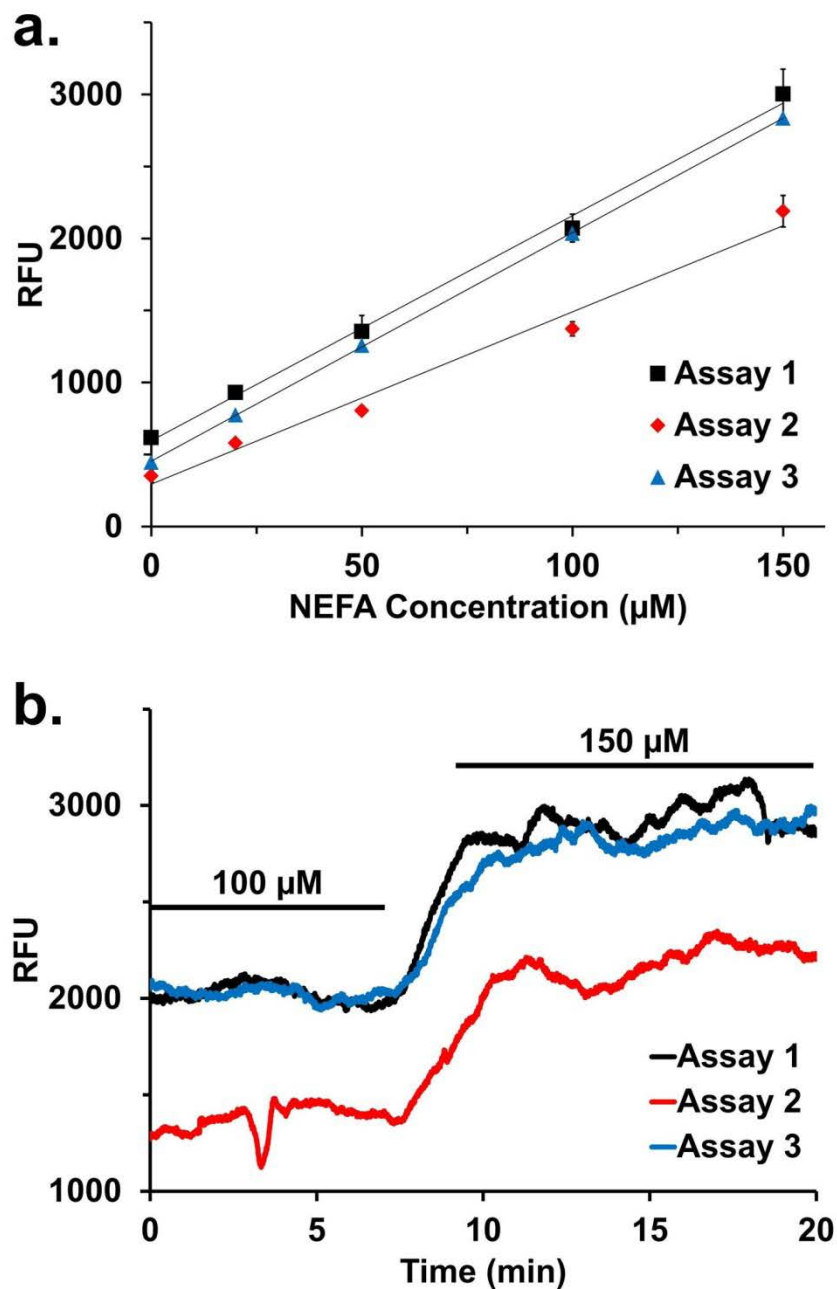 a.
3000
2000
1000
0
RFU
Assay 1
Assay 2
Assay 3
0 50 100 150
NEFA Concentration (µM)
b.
150 µM
3000
100 µM
2000
RFU
Assay 1
Assay 2
Assay 3
1000
0 5 10 15 20
Time (min)